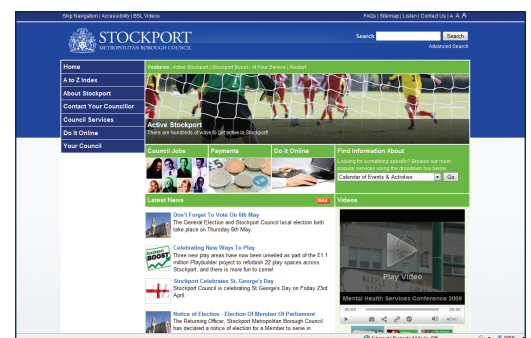 Skip Navigation | Accessibility | BSL Videos
FAQs | Sitemap | Listen | Contact Us | A A A
STOCKPORT
METROPOLITAN BOROUGH COUNCIL
Search
Search
Advanced Search
Home
A to Z Index
About Stockport
Contact Your Councillor
Council Services
Do it Online
Your Council
Features : Active Stockport | Stockport Boost - At Your Service | Restart
Active Stockport
There are hundreds of ways to get active in Stockport!
Council Jobs
Payments
Do it Online
Find Information About
Looking for something specific? Browse our most
popular services using the dropdown box below
Calendar of Events & Activities
Go
Latest News
RSS
Videos
Don't Forget To Vote On 6th May
The General Election and Stockport Council local election both
take place on Thursday 6th May.
Stockport
BOOST
Celebrating New Ways To Play
Three new play areas have now been unveiled as part of the £1.1
million Playbuilder project to refurbish 22 play spaces across
Stockport, and there is more fun to come!
Stockport Celebrates St. George's Day
Stockport Council is celebrating St George's Day on Friday 23rd
April.
Notice of Election - Election Of Member Of Parliament
The Returning Officer, Stockport Metropolitan Borough Council
has declared a notice of election for a Member to serve in
Play Video
Mental Health Services Conference 2009
00:00
00:00
MENU